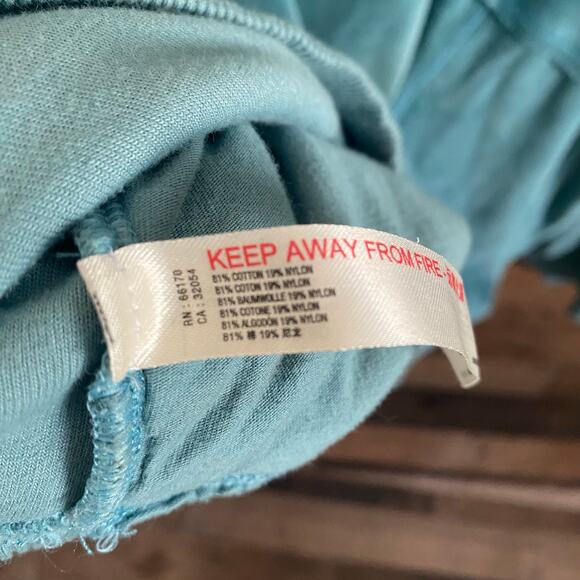 KEEP AWAY FROM FIRE -
RN : 66170
CA : 32054
81% COTTON 19% NYLON
81% COTON 19% NYLON
81% BAUMWOLLE 19% NYLON
81% COTONE 19% NYLON
81% ALGODÓN 19% NYLON
81% 棉 19% 尼龙